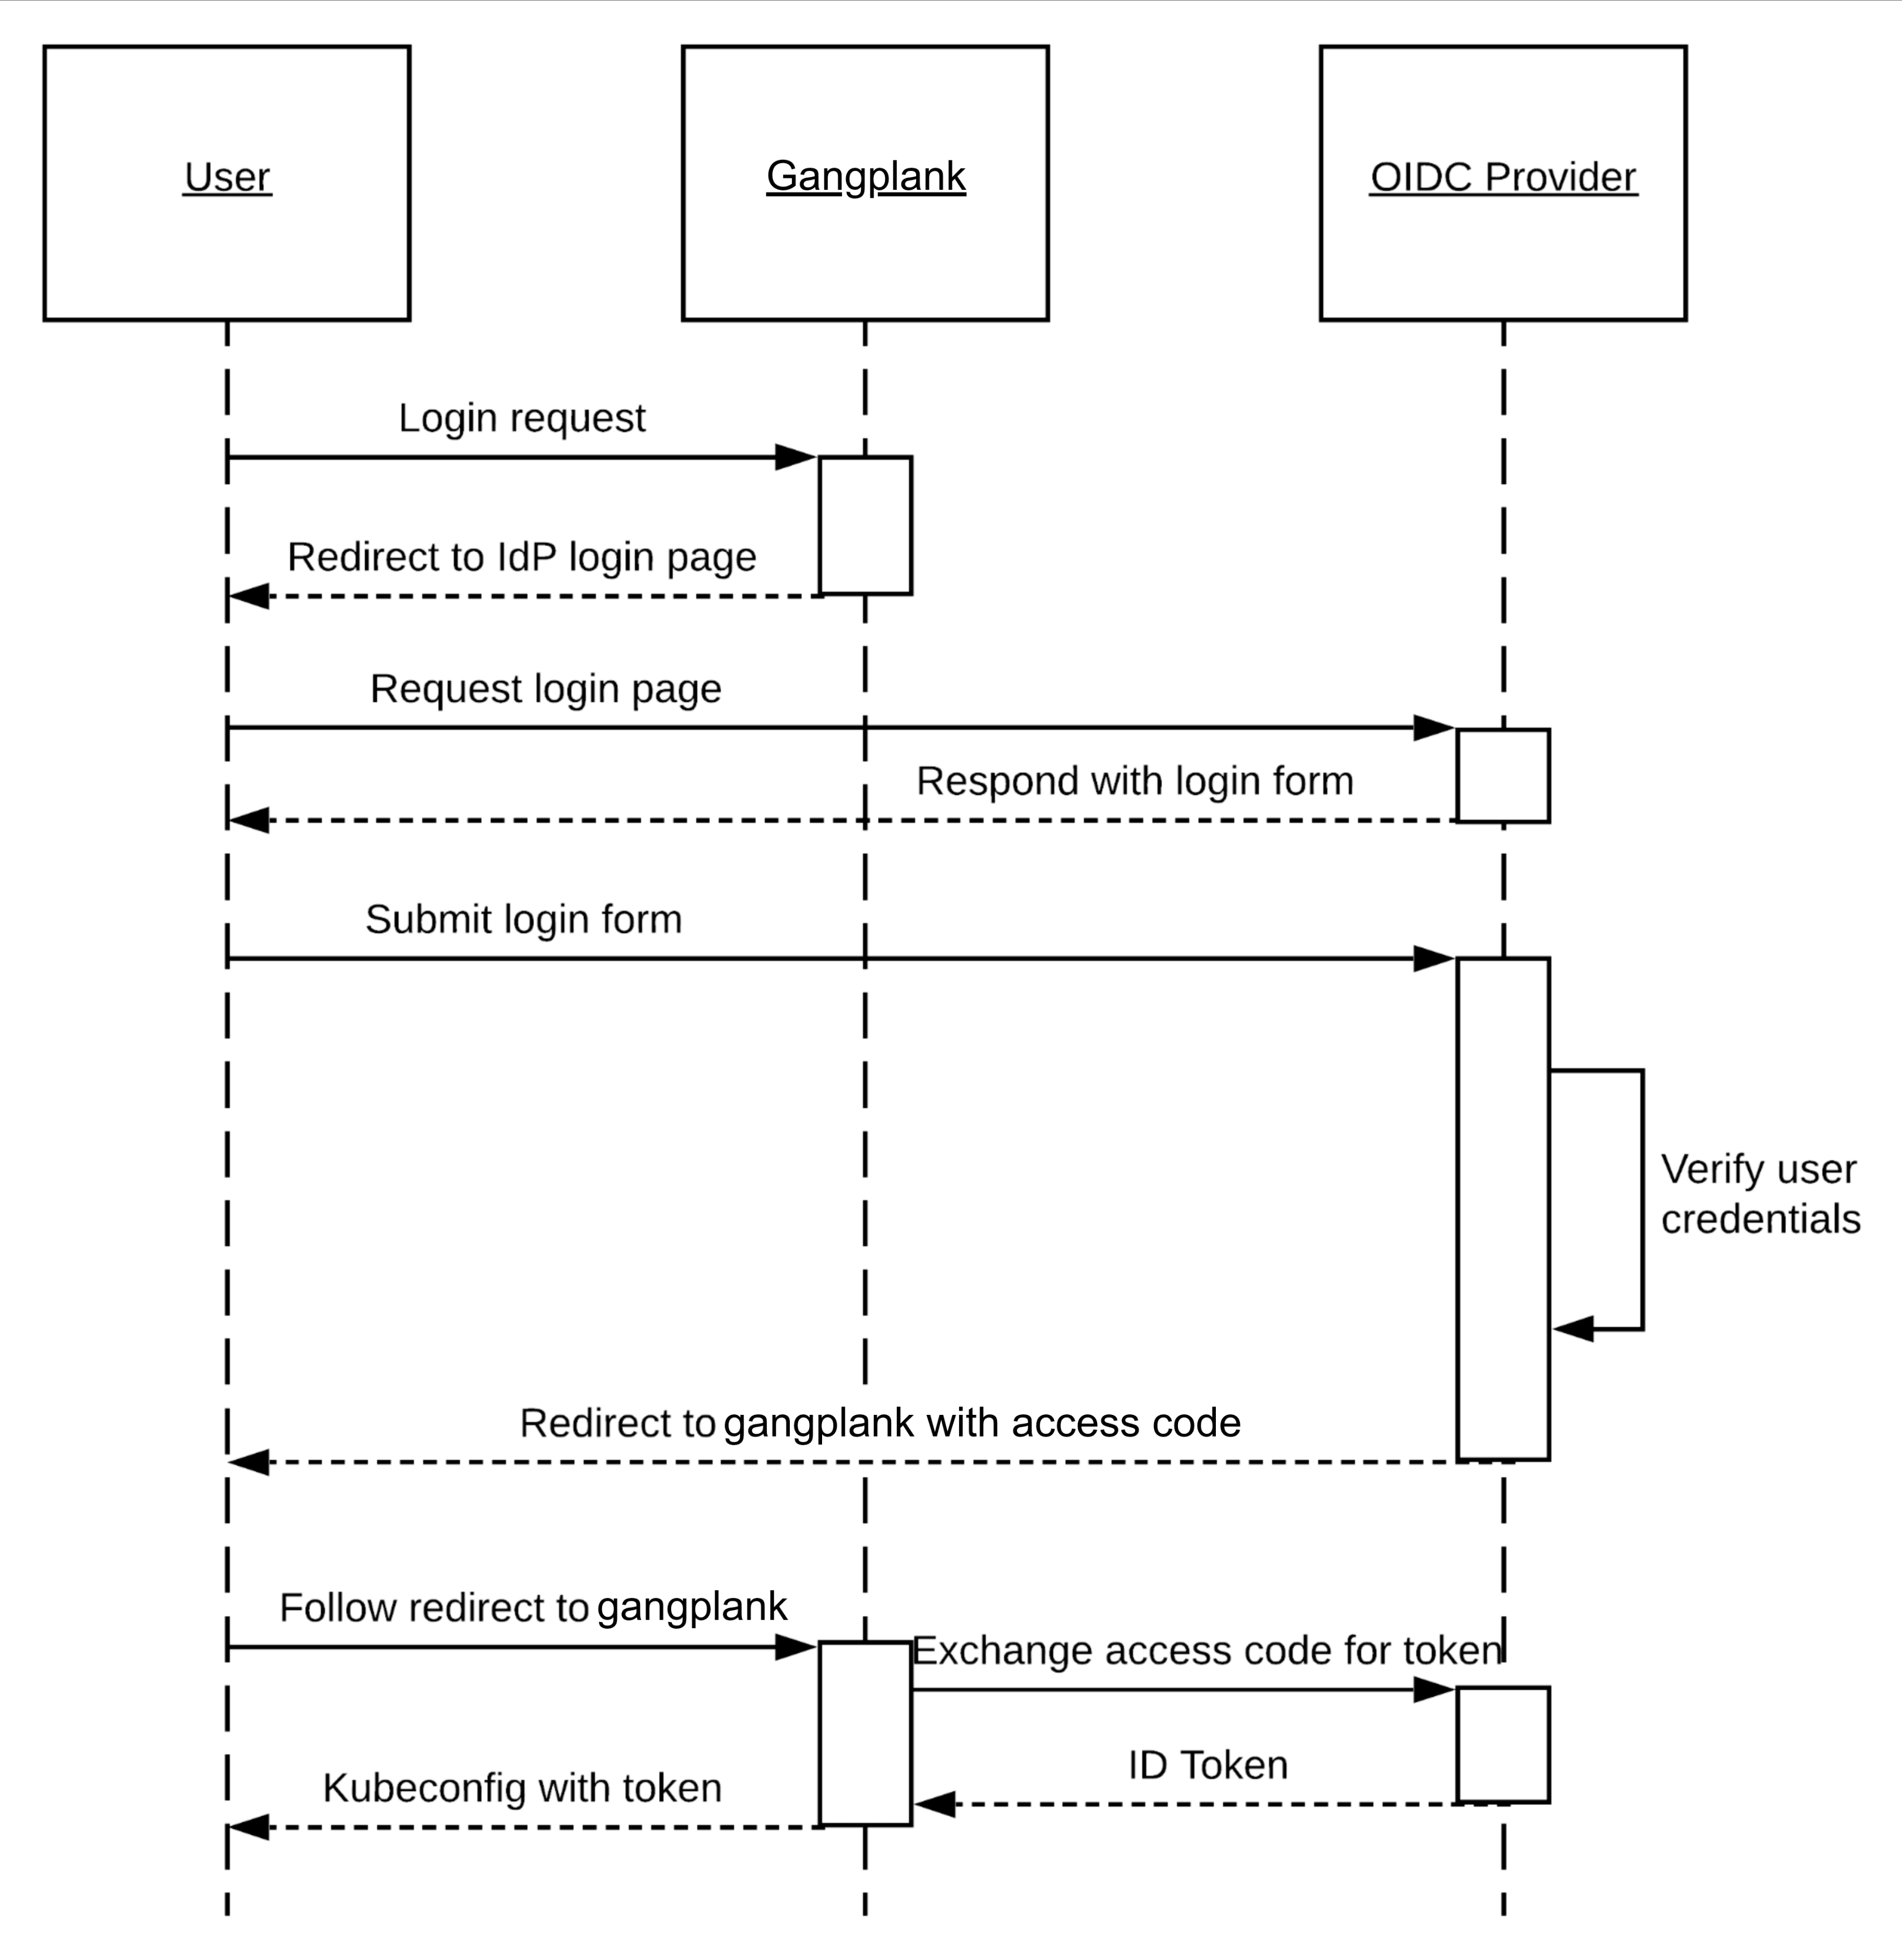 User
Gangplank
OIDC Provider
Login request
Redirect to IdP login page
Request login page
Respond with login form
Submit login form
Verify user
credentials
Redirect to gangplank with access code
Follow redirect to gangplank
Exchange access code for token
ID Token
Kubeconfig with token